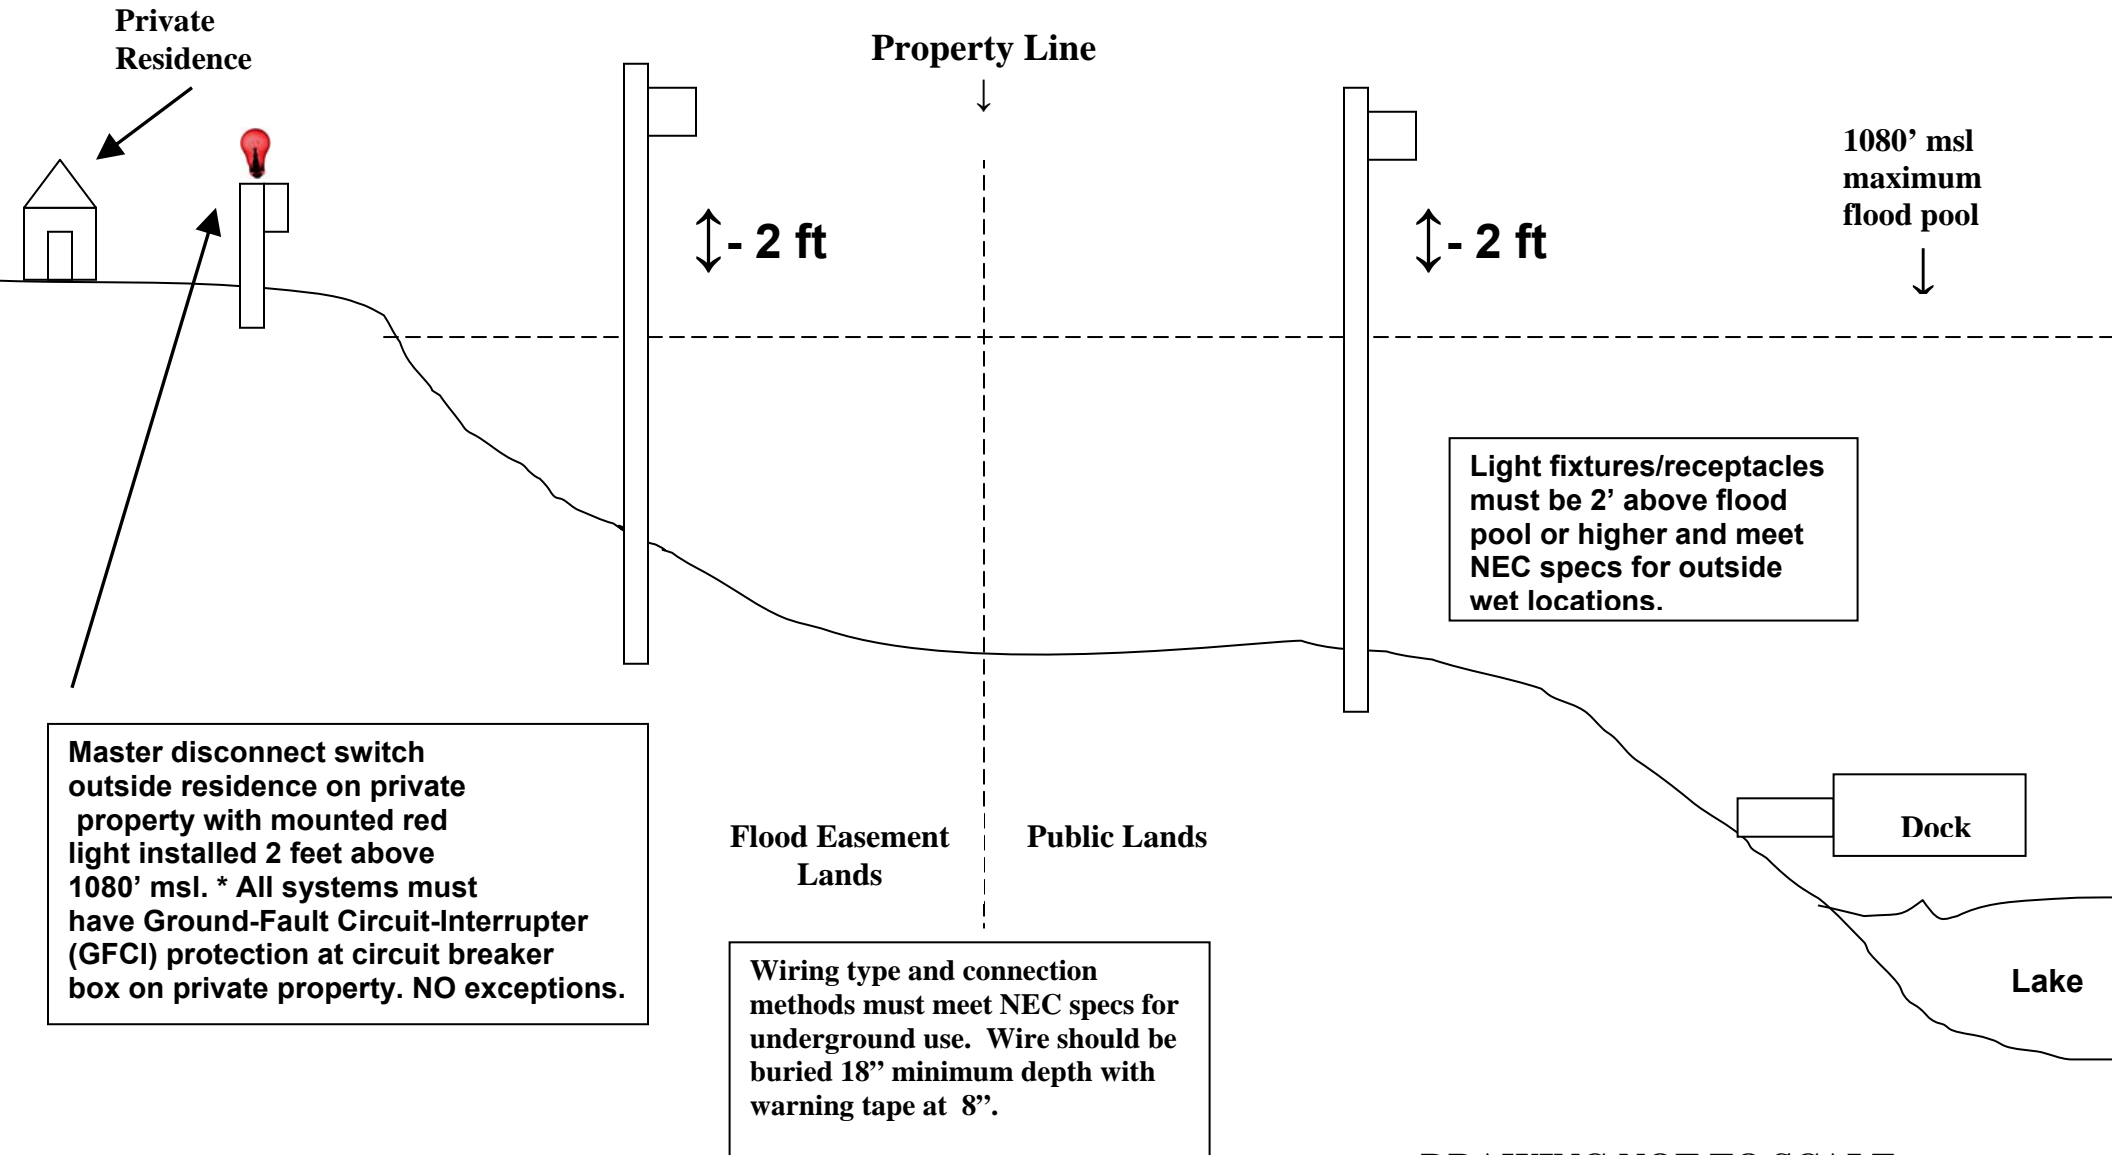 Private
Residence
Property Line
↓
1080’ msl
maximum
flood pool
↓
↕- 2 ft
↕- 2 ft
Light fixtures/receptacles
must be 2’ above flood
pool or higher and meet
NEC specs for outside
wet locations.
Master disconnect switch
outside residence on private
property with mounted red
light installed 2 feet above
1080’ msl. * All systems must
have Ground-Fault Circuit-Interrupter
(GFCI) protection at circuit breaker
box on private property. NO exceptions.
Flood Easement
Lands
Public Lands
Dock
Lake
Wiring type and connection
methods must meet NEC specs for
underground use.  Wire should be
buried 18” minimum depth with
warning tape at  8”.
DRAWING NOT TO SCALE